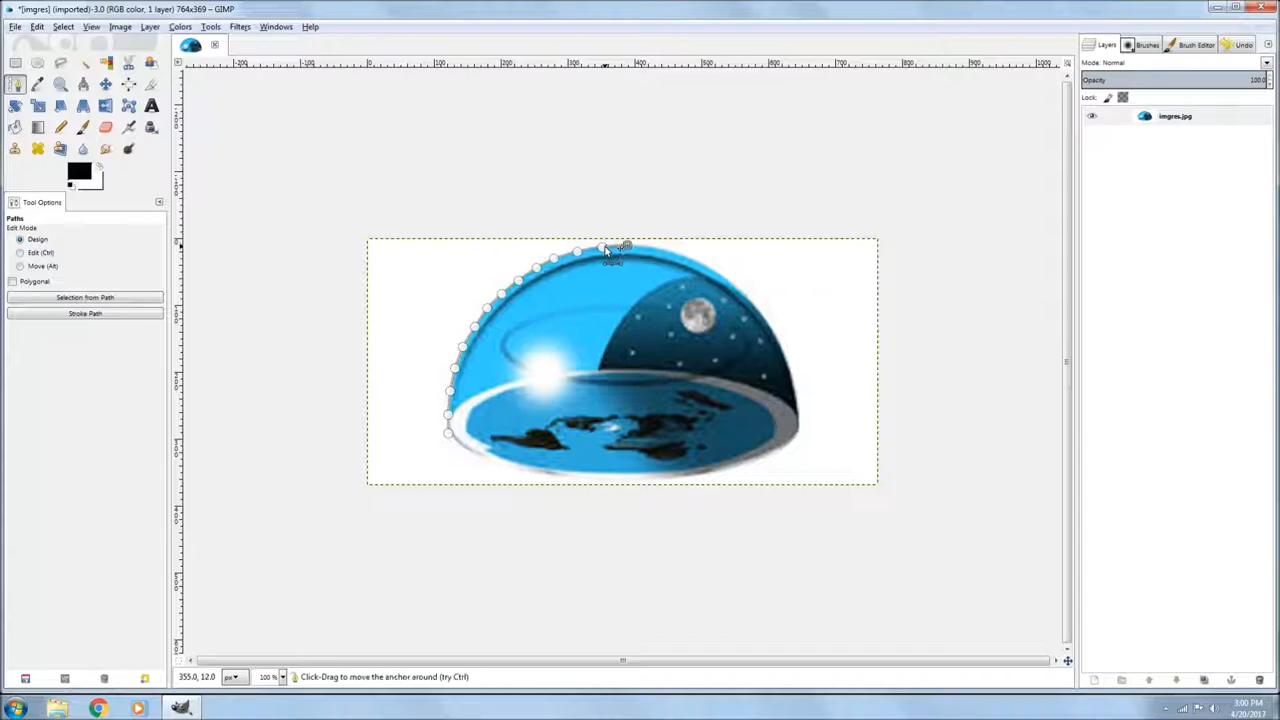 *[imgres] (imported)-3.0 (RGB color, 1 layer) 764x369 – GIMP
File Edit Select View Image Layer Colors Tools Filters Windows Help
Layers Brushes Brush Editor Undo
Mode: Normal
Opacity 100.0
Lock:
imgres.jpg
Tool Options
Paths
Edit Mode
Design
Edit (Ctrl)
Move (Alt)
Polygonal
Selection from Path
Stroke Path
355.0, 12.0 px 100 % Click-Drag to move the anchor around (try Ctrl)
3:00 PM
4/20/2017